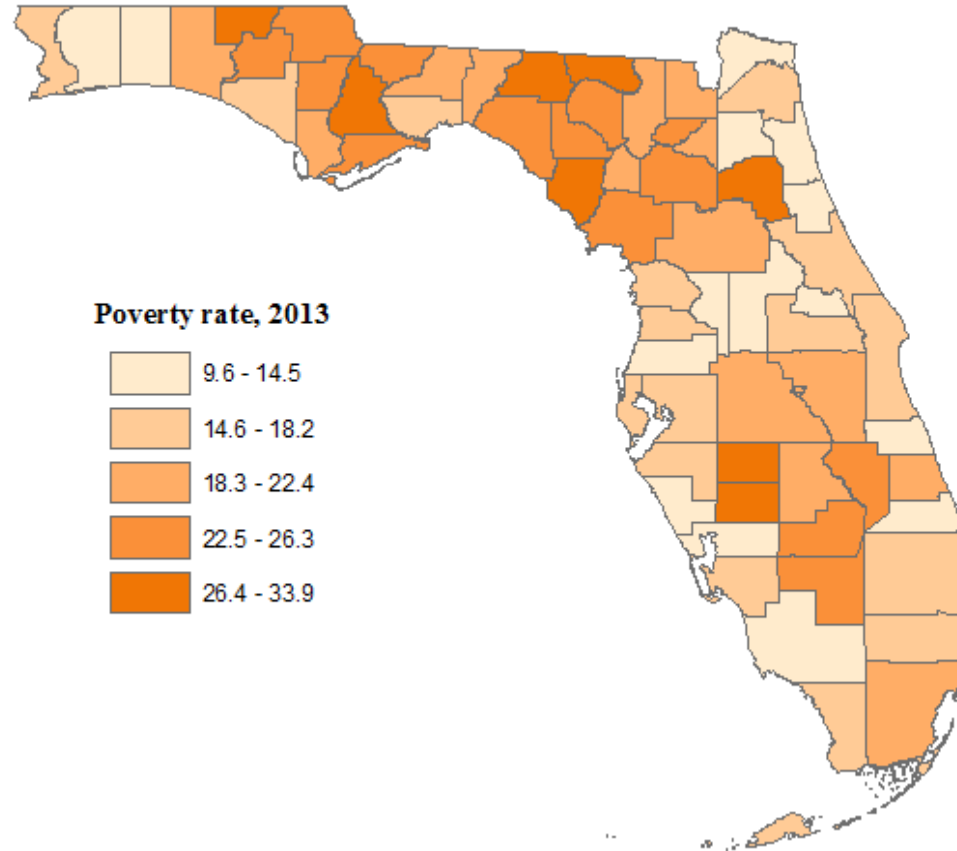 Poverty rate, 2013
9.6 - 14.5
14.6 - 18.2
18.3 - 22.4
22.5 - 26.3
26.4 - 33.9